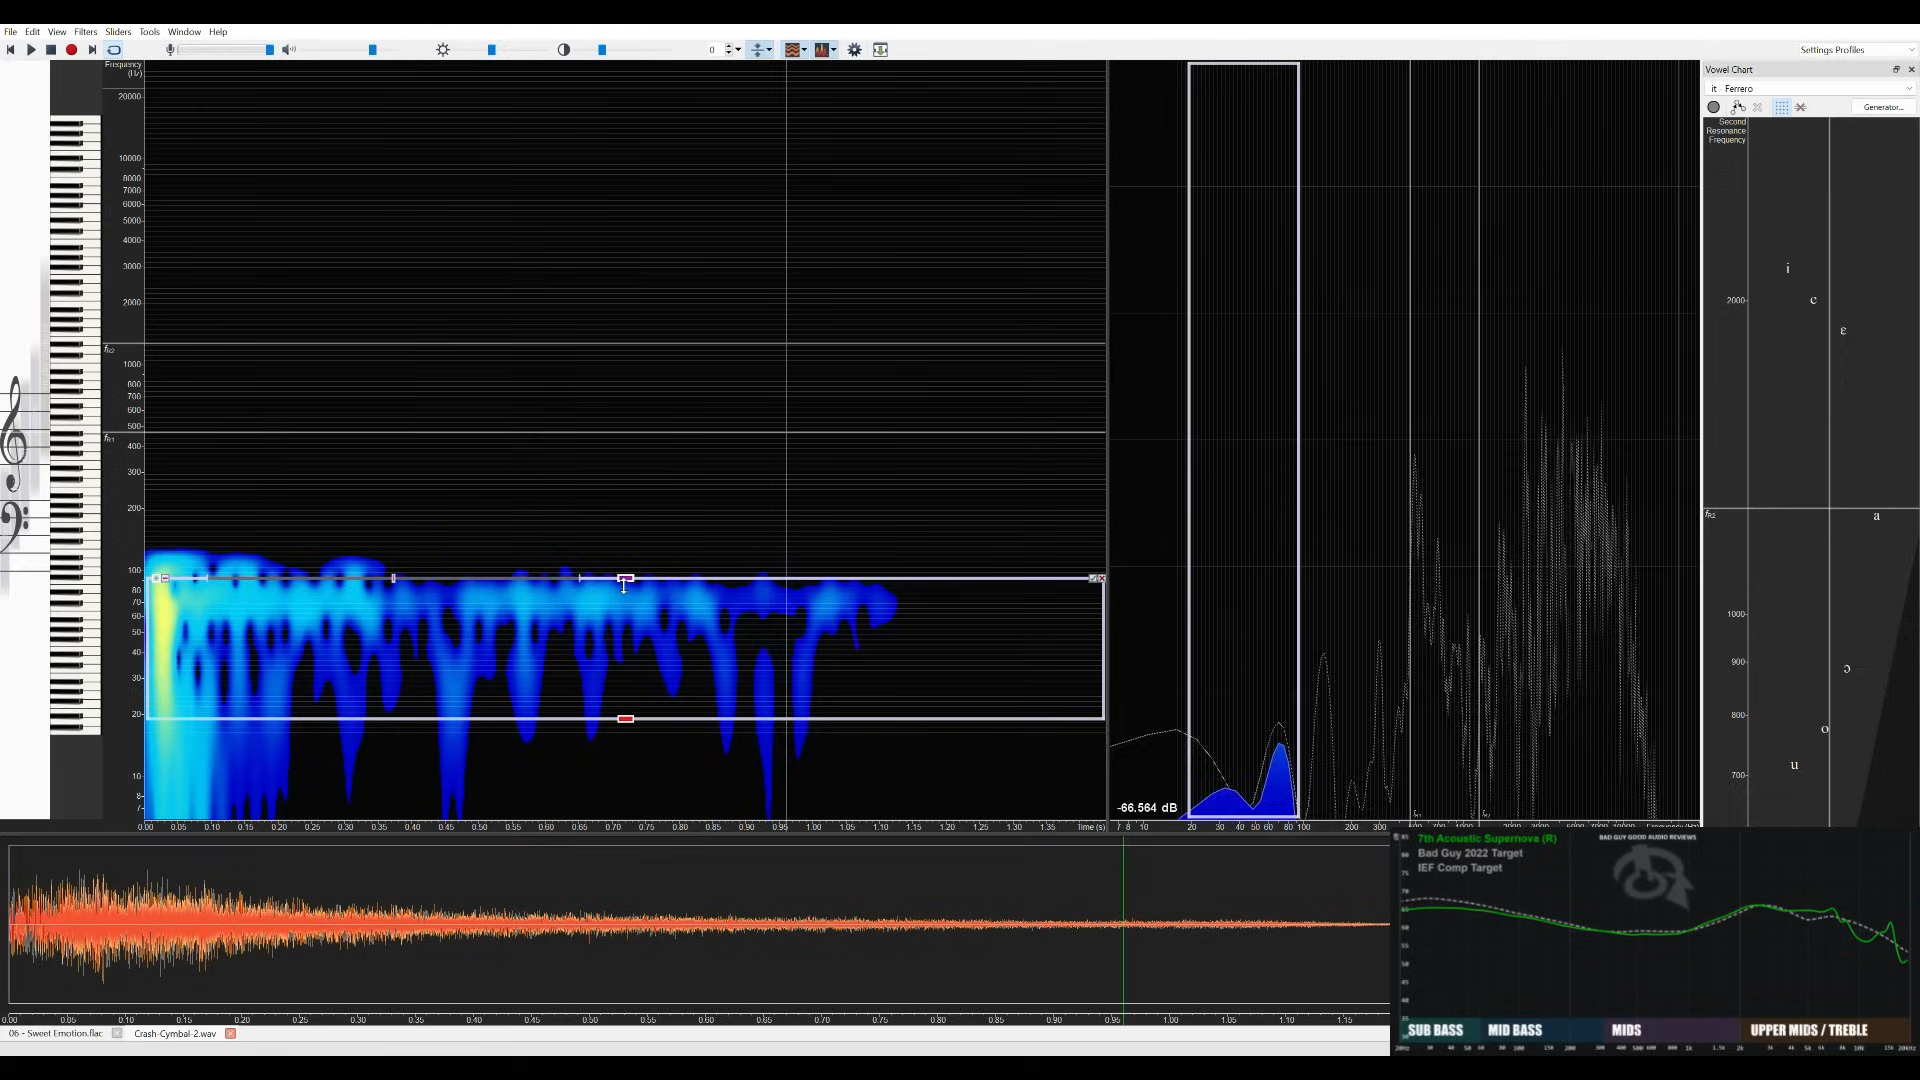 File Edit View Filters Sliders Tools Window Help
0
Settings Profiles
Frequency
(Hz)
20000
10000
8000
7000
6000
5000
4000
3000
2000
fR2
1000
800
700
600
500
fR1
400
300
200
100
80
70
60
50
40
30
20
10
8
7
0.00 0.05 0.10 0.15 0.20 0.25 0.30 0.35 0.40 0.45 0.50 0.55 0.60 0.65 0.70 0.75 0.80 0.85 0.90 0.95 1.00 1.05 1.10 1.15 1.20 1.25 1.30 1.35 Time (s)
-66.564 dB
7 8 10 20 30 40 50 60 80 100 200 300
Vowel Chart
it - Ferrero
Generator...
Second
Resonance
Frequency
i
2000
e
ɛ
fR2
a
1000
900
ɔ
800
o
u
700
0.00 0.05 0.10 0.15 0.20 0.25 0.30 0.35 0.40 0.45 0.50 0.55 0.60 0.65 0.70 0.75 0.80 0.85 0.90 0.95 1.00 1.05 1.10 1.15
06 - Sweet Emotion.flac
Crash-Cymbal-2.wav
7th Acoustic Supernova (R)
Bad Guy 2022 Target
IEF Comp Target
BAD GUY GOOD AUDIO REVIEWS
SUB BASS MID BASS MIDS UPPER MIDS / TREBLE